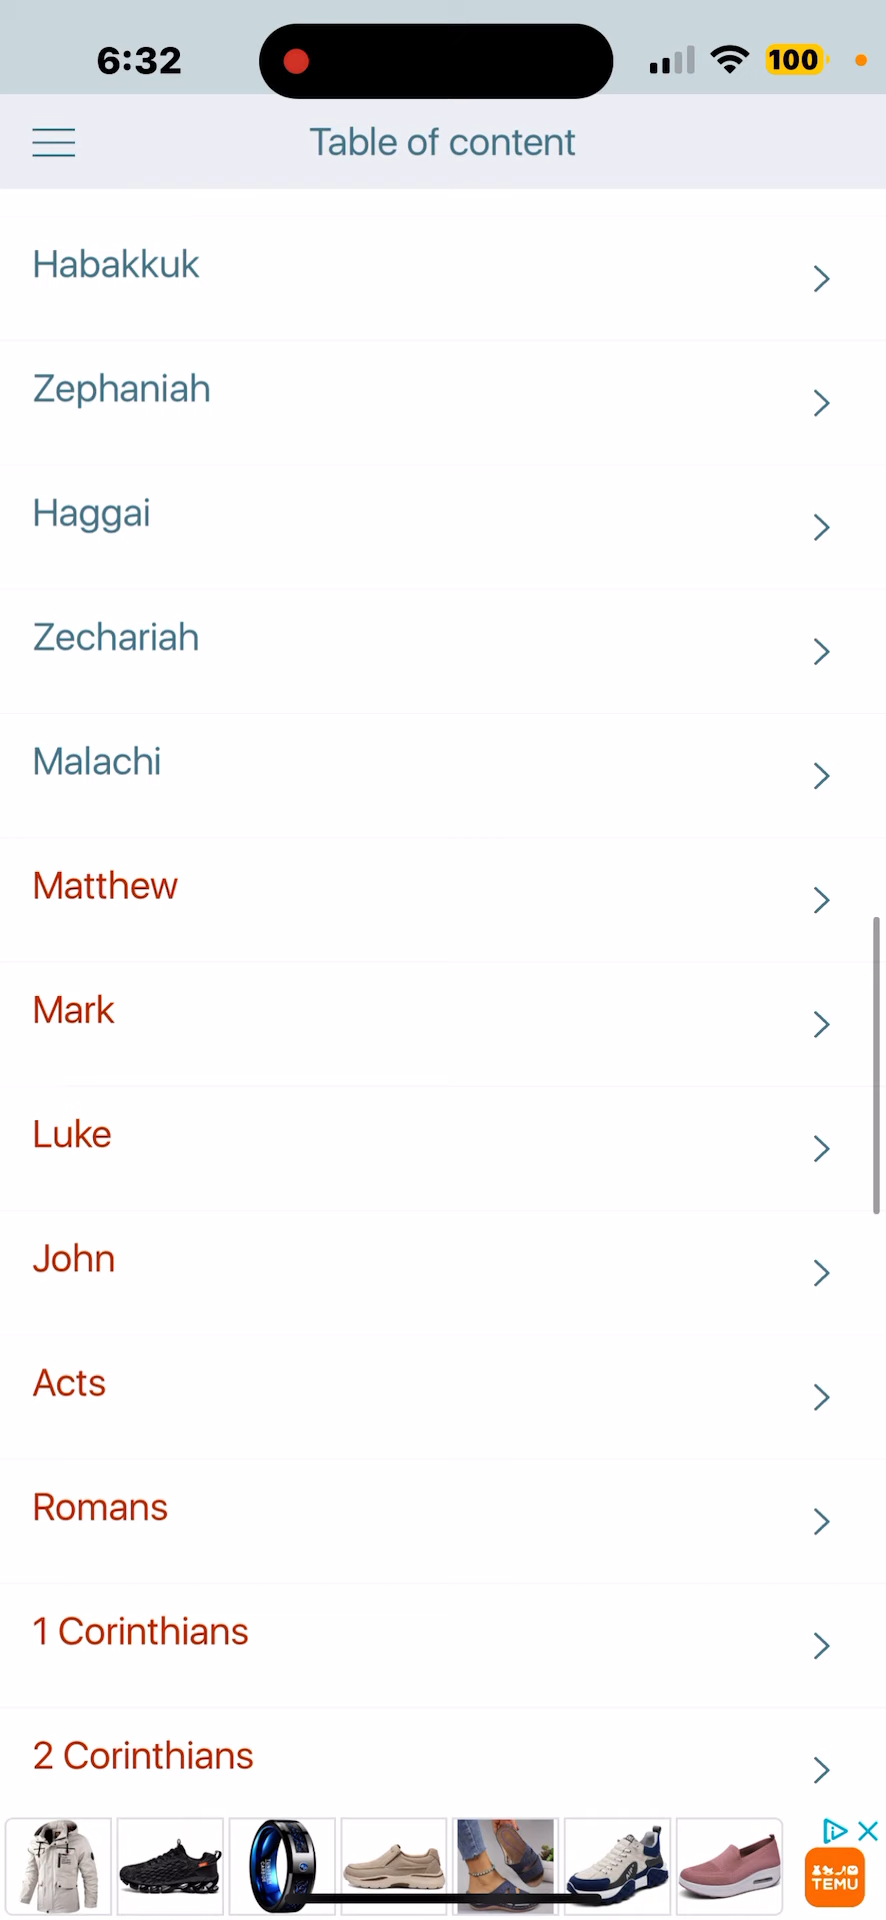 6:32
100
Table of content
Habakkuk
Zephaniah
Haggai
Zechariah
Malachi
Matthew
Mark
Luke
John
Acts
Romans
1 Corinthians
2 Corinthians
TEMU